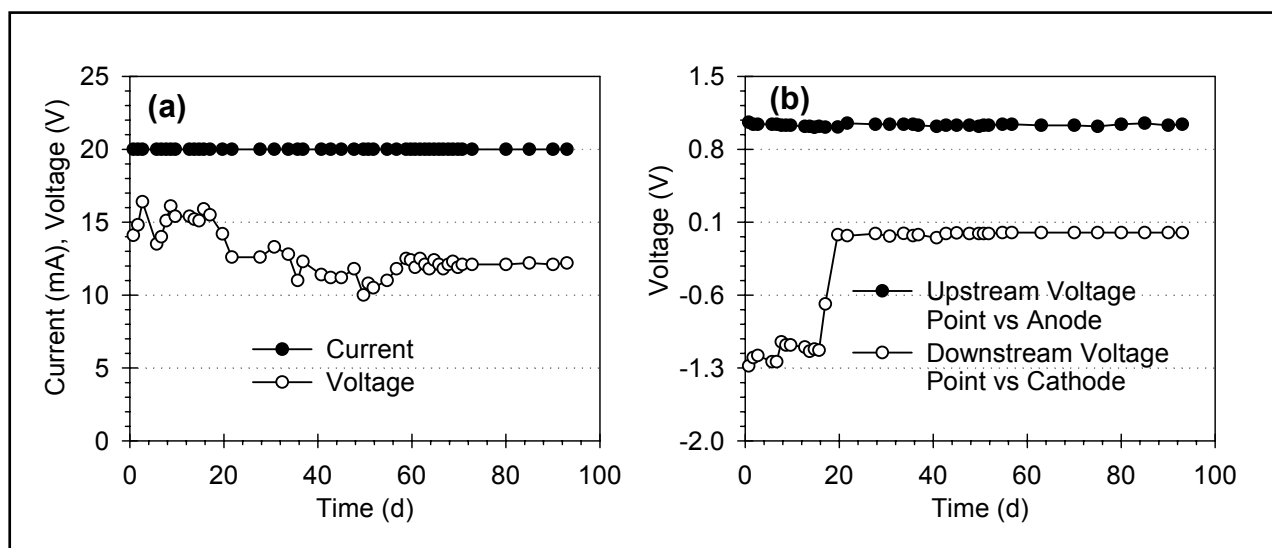 (a)
25
20
15
10
5
0
Current (mA), Voltage (V)
Current
Voltage
0 20 40 60 80 100
Time (d)
(b)
1.5
0.8
0.1
-0.6
-1.3
-2.0
Voltage (V)
Upstream Voltage
Point vs Anode
Downstream Voltage
Point vs Cathode
0 20 40 60 80 100
Time (d)